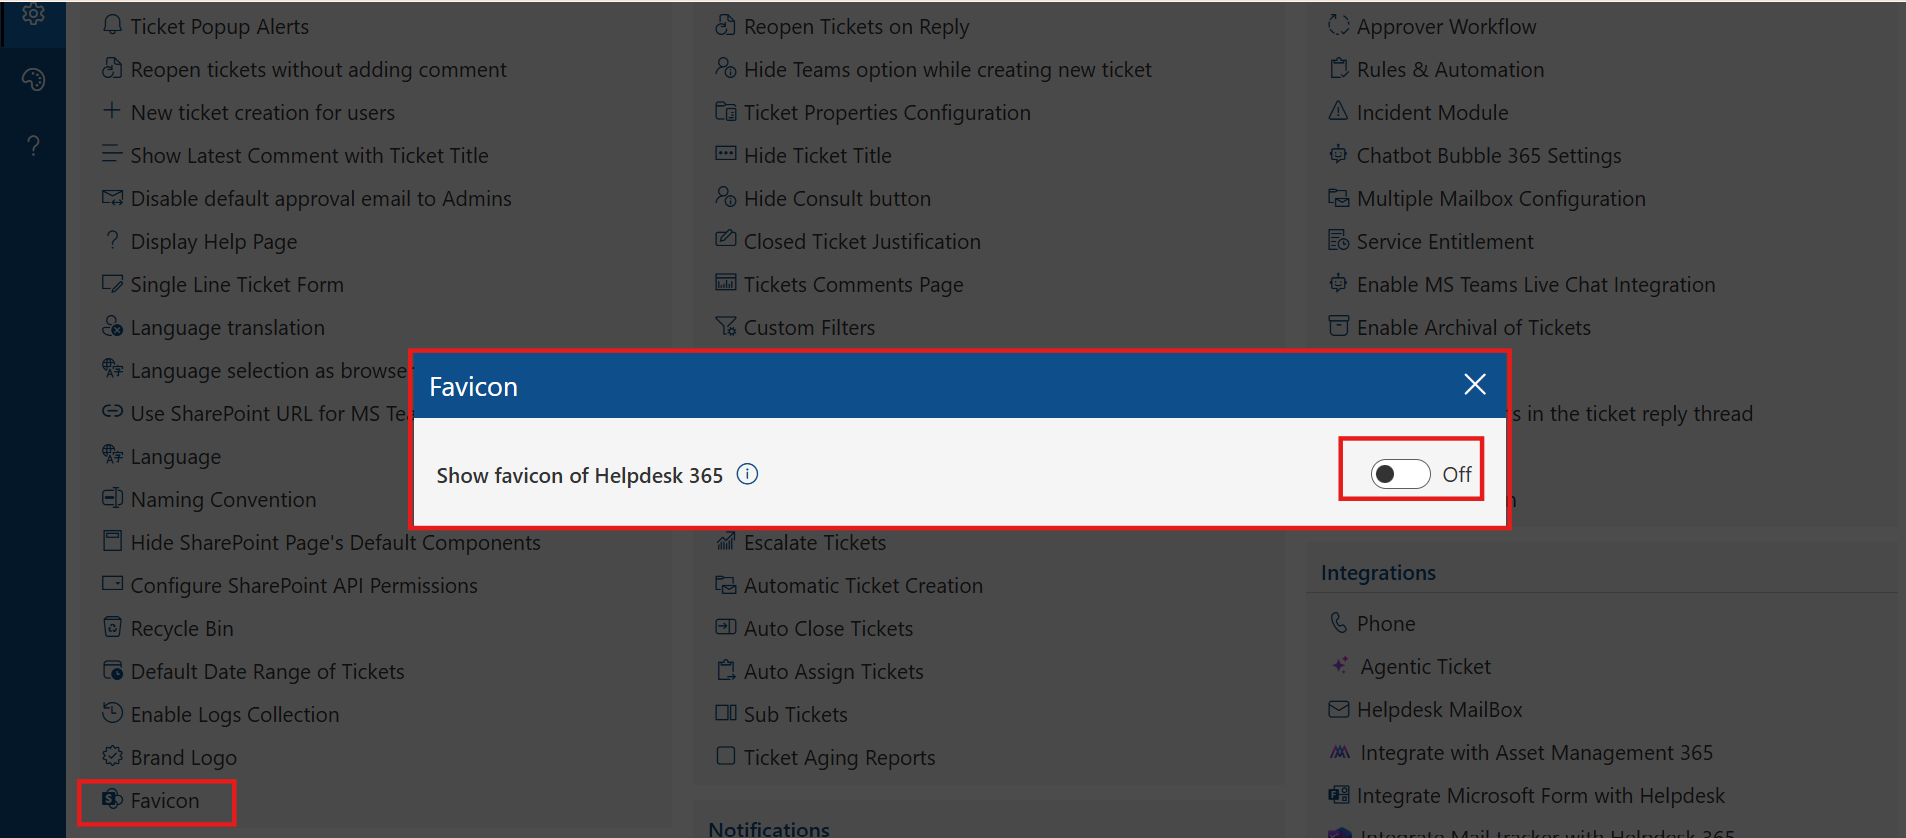 Ticket Popup Alerts
Reopen tickets without adding comment
New ticket creation for users
Show Latest Comment with Ticket Title
Disable default approval email to Admins
Display Help Page
Single Line Ticket Form
Language translation
Language selection as browser
Use SharePoint URL for MS Tea
Language
Naming Convention
Hide SharePoint Page's Default Components
Configure SharePoint API Permissions
Recycle Bin
Default Date Range of Tickets
Enable Logs Collection
Brand Logo
Favicon
Reopen Tickets on Reply
Hide Teams option while creating new ticket
Ticket Properties Configuration
Hide Ticket Title
Hide Consult button
Closed Ticket Justification
Tickets Comments Page
Custom Filters
Favicon
Show favicon of Helpdesk 365
Off
Escalate Tickets
Automatic Ticket Creation
Auto Close Tickets
Auto Assign Tickets
Sub Tickets
Ticket Aging Reports
Notifications
Approver Workflow
Rules & Automation
Incident Module
Chatbot Bubble 365 Settings
Multiple Mailbox Configuration
Service Entitlement
Enable MS Teams Live Chat Integration
Enable Archival of Tickets
s in the ticket reply thread
n
Integrations
Phone
Agentic Ticket
Helpdesk MailBox
Integrate with Asset Management 365
Integrate Microsoft Form with Helpdesk
Integrate Mail tracker with Helpdesk 365